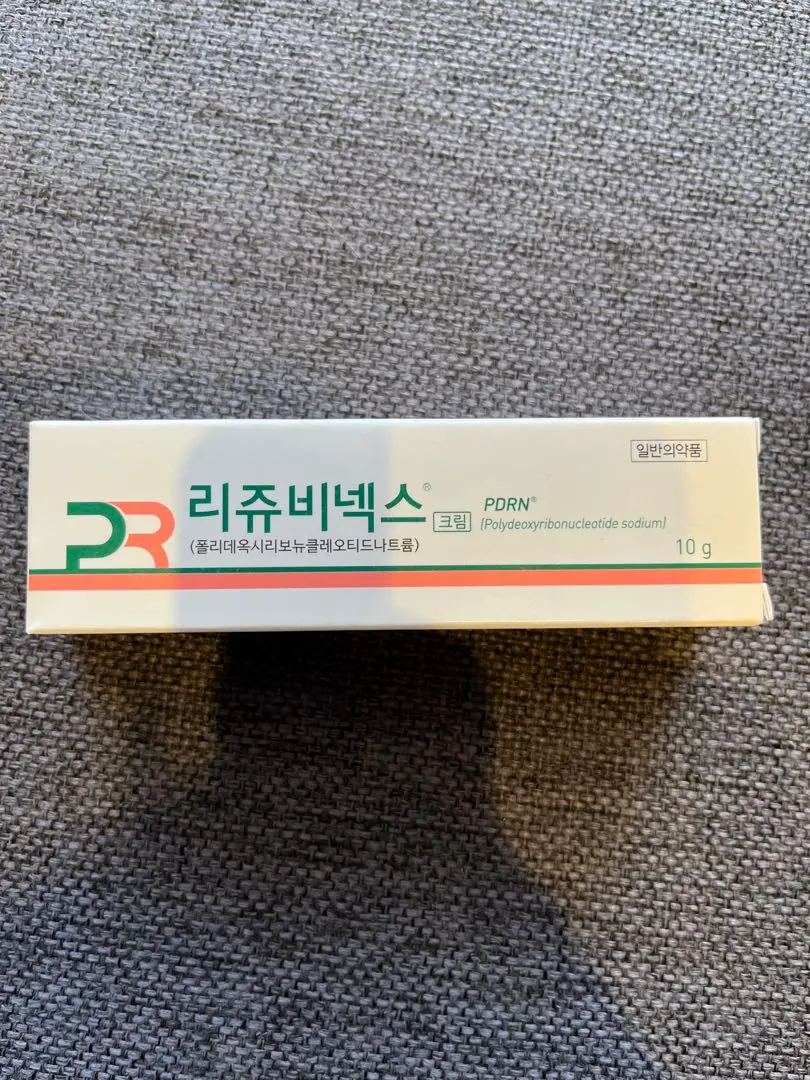 일반의약품
PR
리쥬비넥스® 크림 PDRN®
(폴리데옥시리보뉴클레오티드나트륨) [Polydeoxyribonucleotide sodium]
10 g